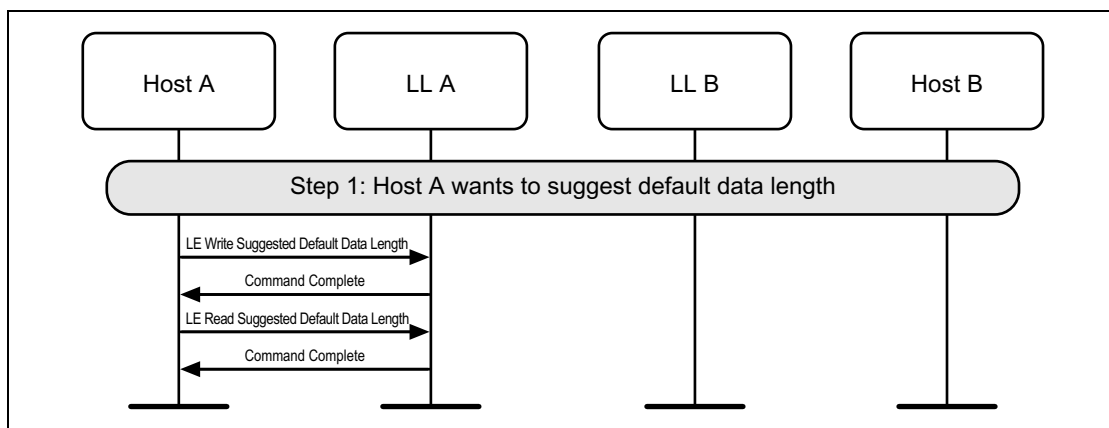 Host A
LL A
LL B
Host B
Step 1: Host A wants to suggest default data length
LE Write Suggested Default Data Length
Command Complete
LE Read Suggested Default Data Length
Command Complete